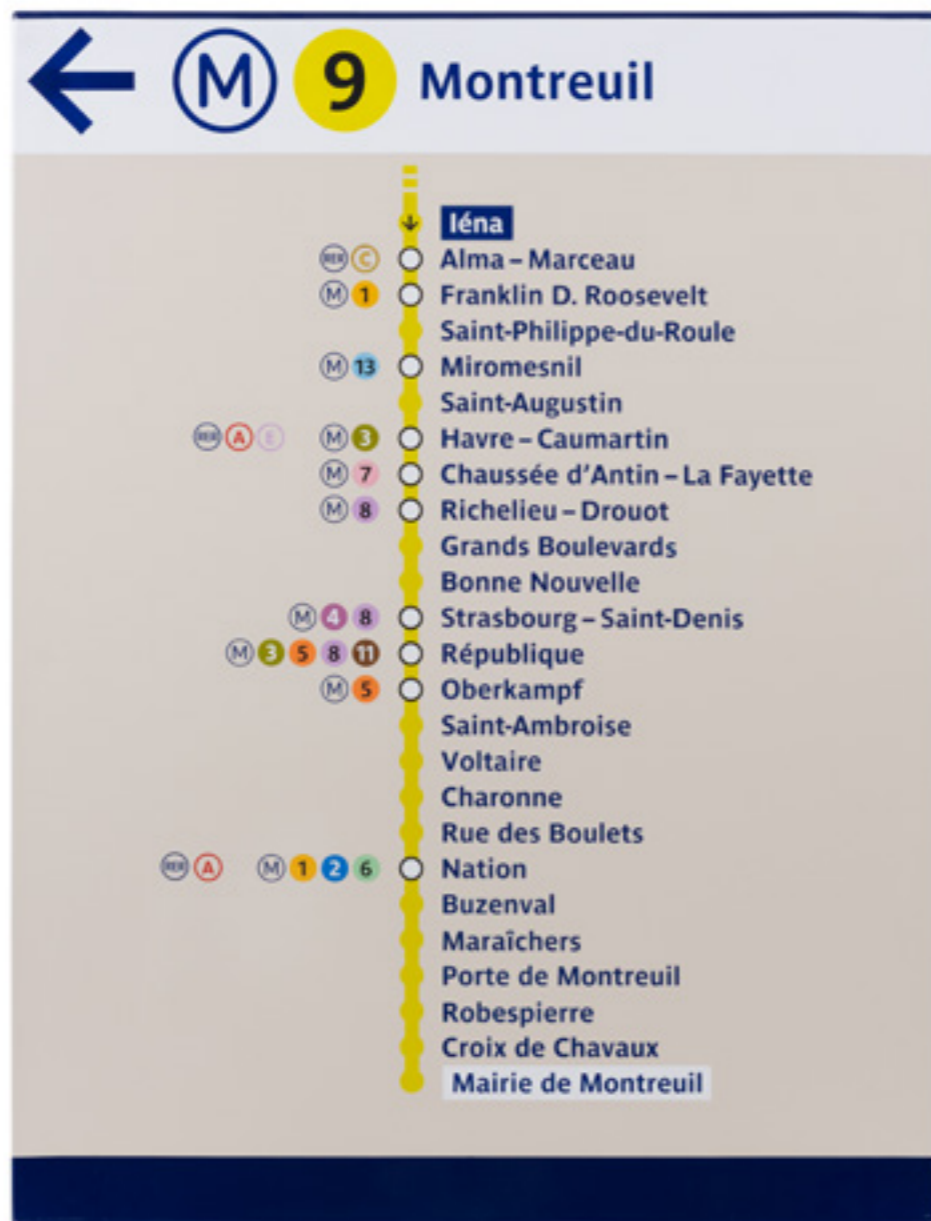 M 9 Montreuil
Iéna
RER C Alma – Marceau
M 1 Franklin D. Roosevelt
Saint-Philippe-du-Roule
M 13 Miromesnil
Saint-Augustin
RER A E M 3 Havre – Caumartin
M 7 Chaussée d'Antin – La Fayette
M 8 Richelieu – Drouot
Grands Boulevards
Bonne Nouvelle
M 4 8 Strasbourg – Saint-Denis
M 3 5 8 11 République
M 5 Oberkampf
Saint-Ambroise
Voltaire
Charonne
Rue des Boulets
RER A M 1 2 6 Nation
Buzenval
Maraîchers
Porte de Montreuil
Robespierre
Croix de Chavaux
Mairie de Montreuil